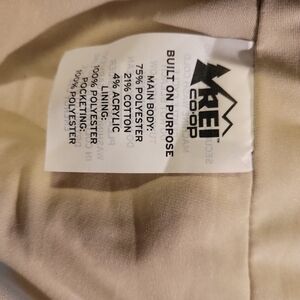 REI
CO·OP
BUILT ON PURPOSE
MAIN BODY:
75% POLYESTER
21% COTTON
4% ACRYLIC
LINING:
100% POLYESTER
POCKETING:
100% POLYESTER